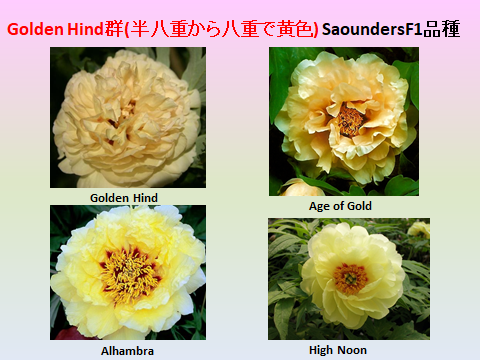 Golden Hind群(半八重から八重で黄色) SaoundersF1品種
Golden Hind
Age of Gold
Alhambra
High Noon